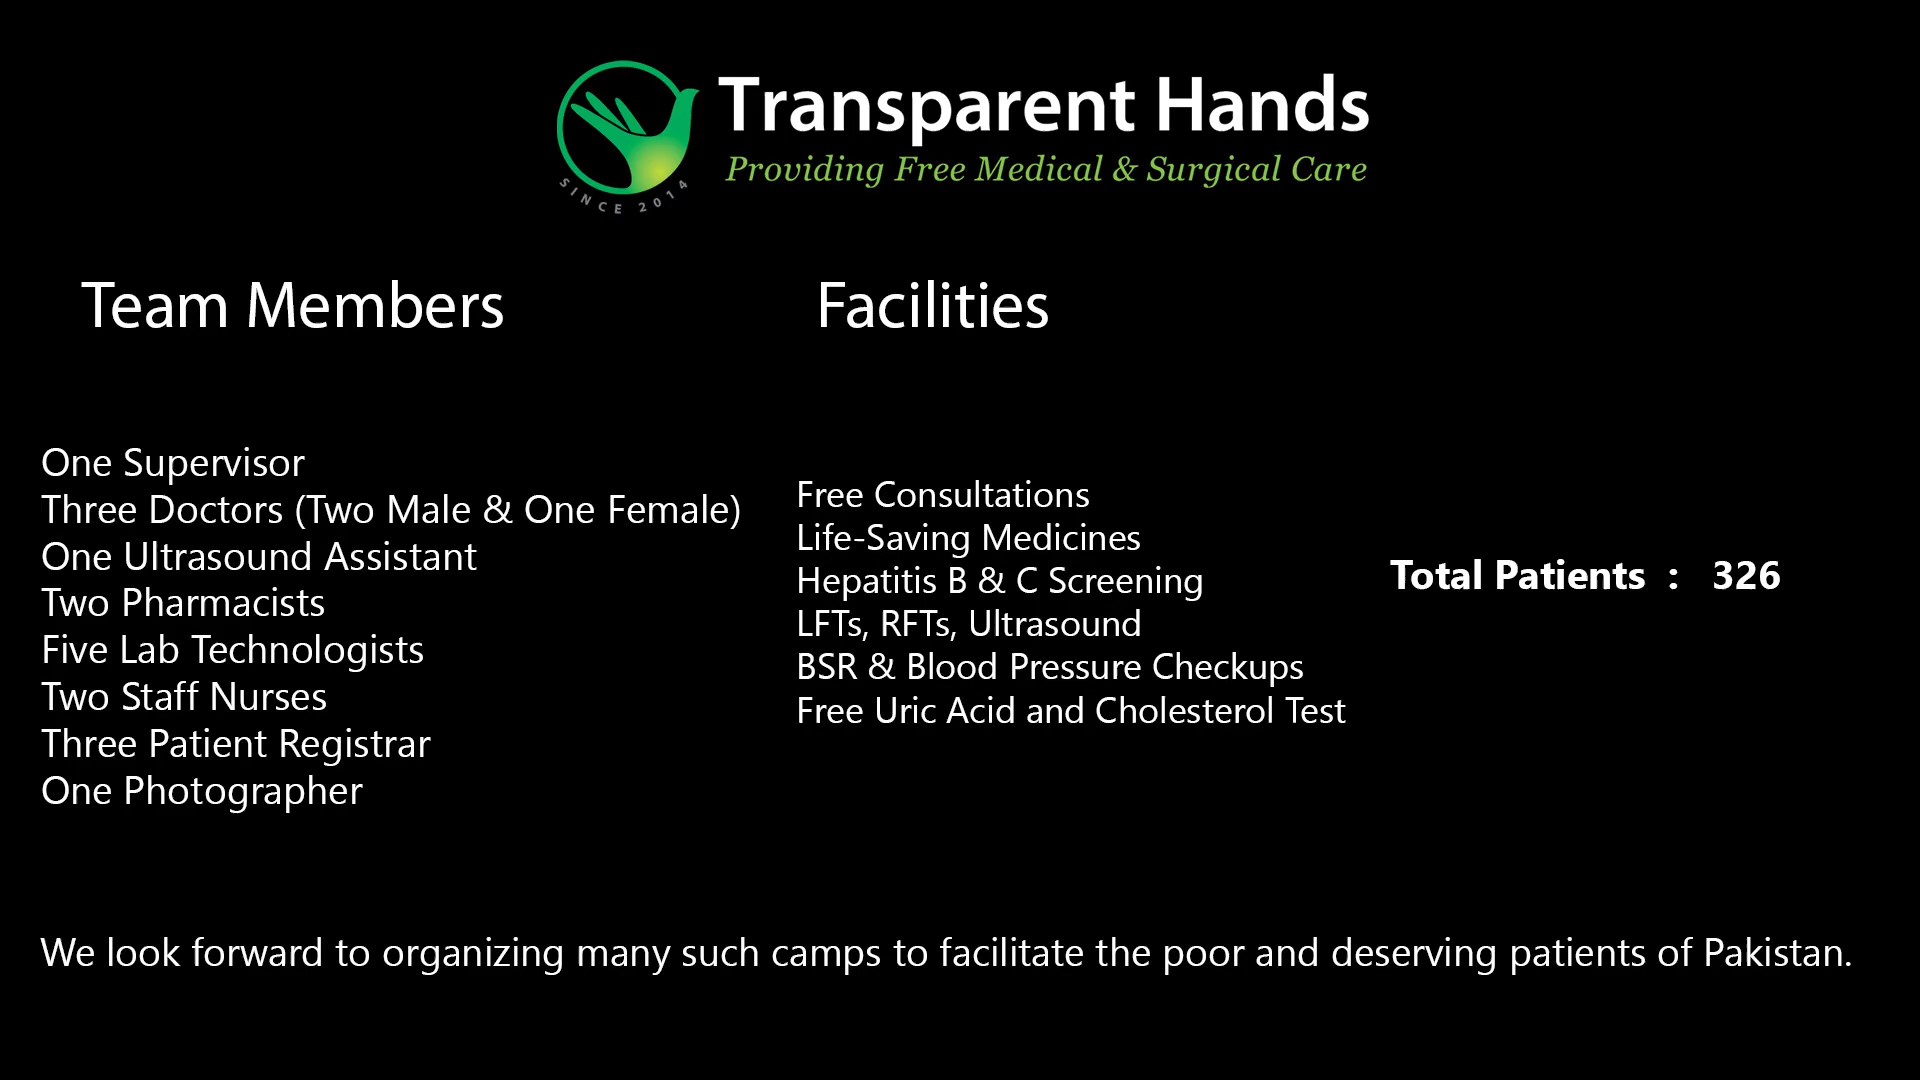 Transparent Hands
Providing Free Medical & Surgical Care
SINCE 2014
Team Members
One Supervisor
Three Doctors (Two Male & One Female)
One Ultrasound Assistant
Two Pharmacists
Five Lab Technologists
Two Staff Nurses
Three Patient Registrar
One Photographer
Facilities
Free Consultations
Life-Saving Medicines
Hepatitis B & C Screening
LFTs, RFTs, Ultrasound
BSR & Blood Pressure Checkups
Free Uric Acid and Cholesterol Test
Total Patients : 326
We look forward to organizing many such camps to facilitate the poor and deserving patients of Pakistan.